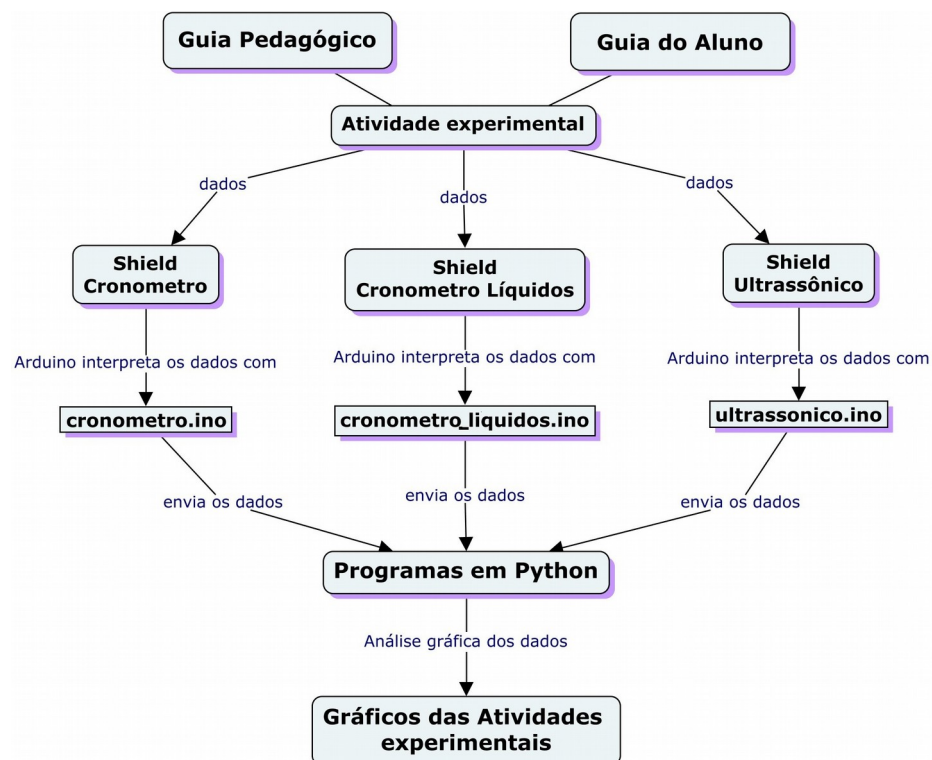 Guia Pedagógico
Guia do Aluno
Atividade experimental
dados
dados
dados
Shield
Cronometro
Shield
Cronometro Líquidos
Shield
Ultrassônico
Arduino interpreta os dados com
Arduino interpreta os dados com
Arduino interpreta os dados com
cronometro.ino
cronometro_liquidos.ino
ultrassonico.ino
envia os dados
envia os dados
envia os dados
Programas em Python
Análise gráfica dos dados
Gráficos das Atividades
experimentais